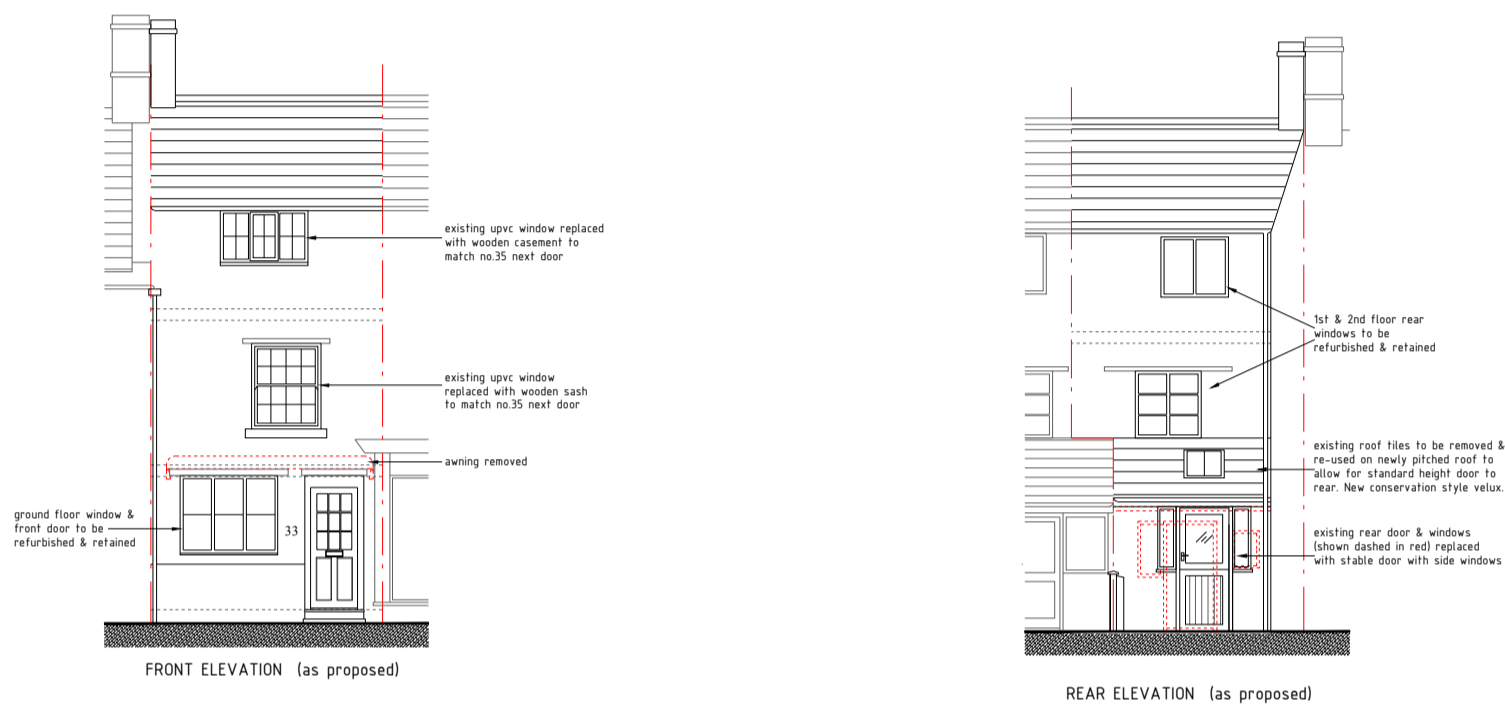 existing upvc window replaced
with wooden casement to
match no.35 next door
existing upvc window
replaced with wooden sash
to match no.35 next door
awning removed
ground floor window &
front door to be
refurbished & retained
33
FRONT ELEVATION (as proposed)
1st & 2nd floor rear
windows to be
refurbished & retained
existing roof tiles to be removed &
re-used on newly pitched roof to
allow for standard height door to
rear. New conservation style velux.
existing rear door & windows
(shown dashed in red) replaced
with stable door with side windows
REAR ELEVATION (as proposed)